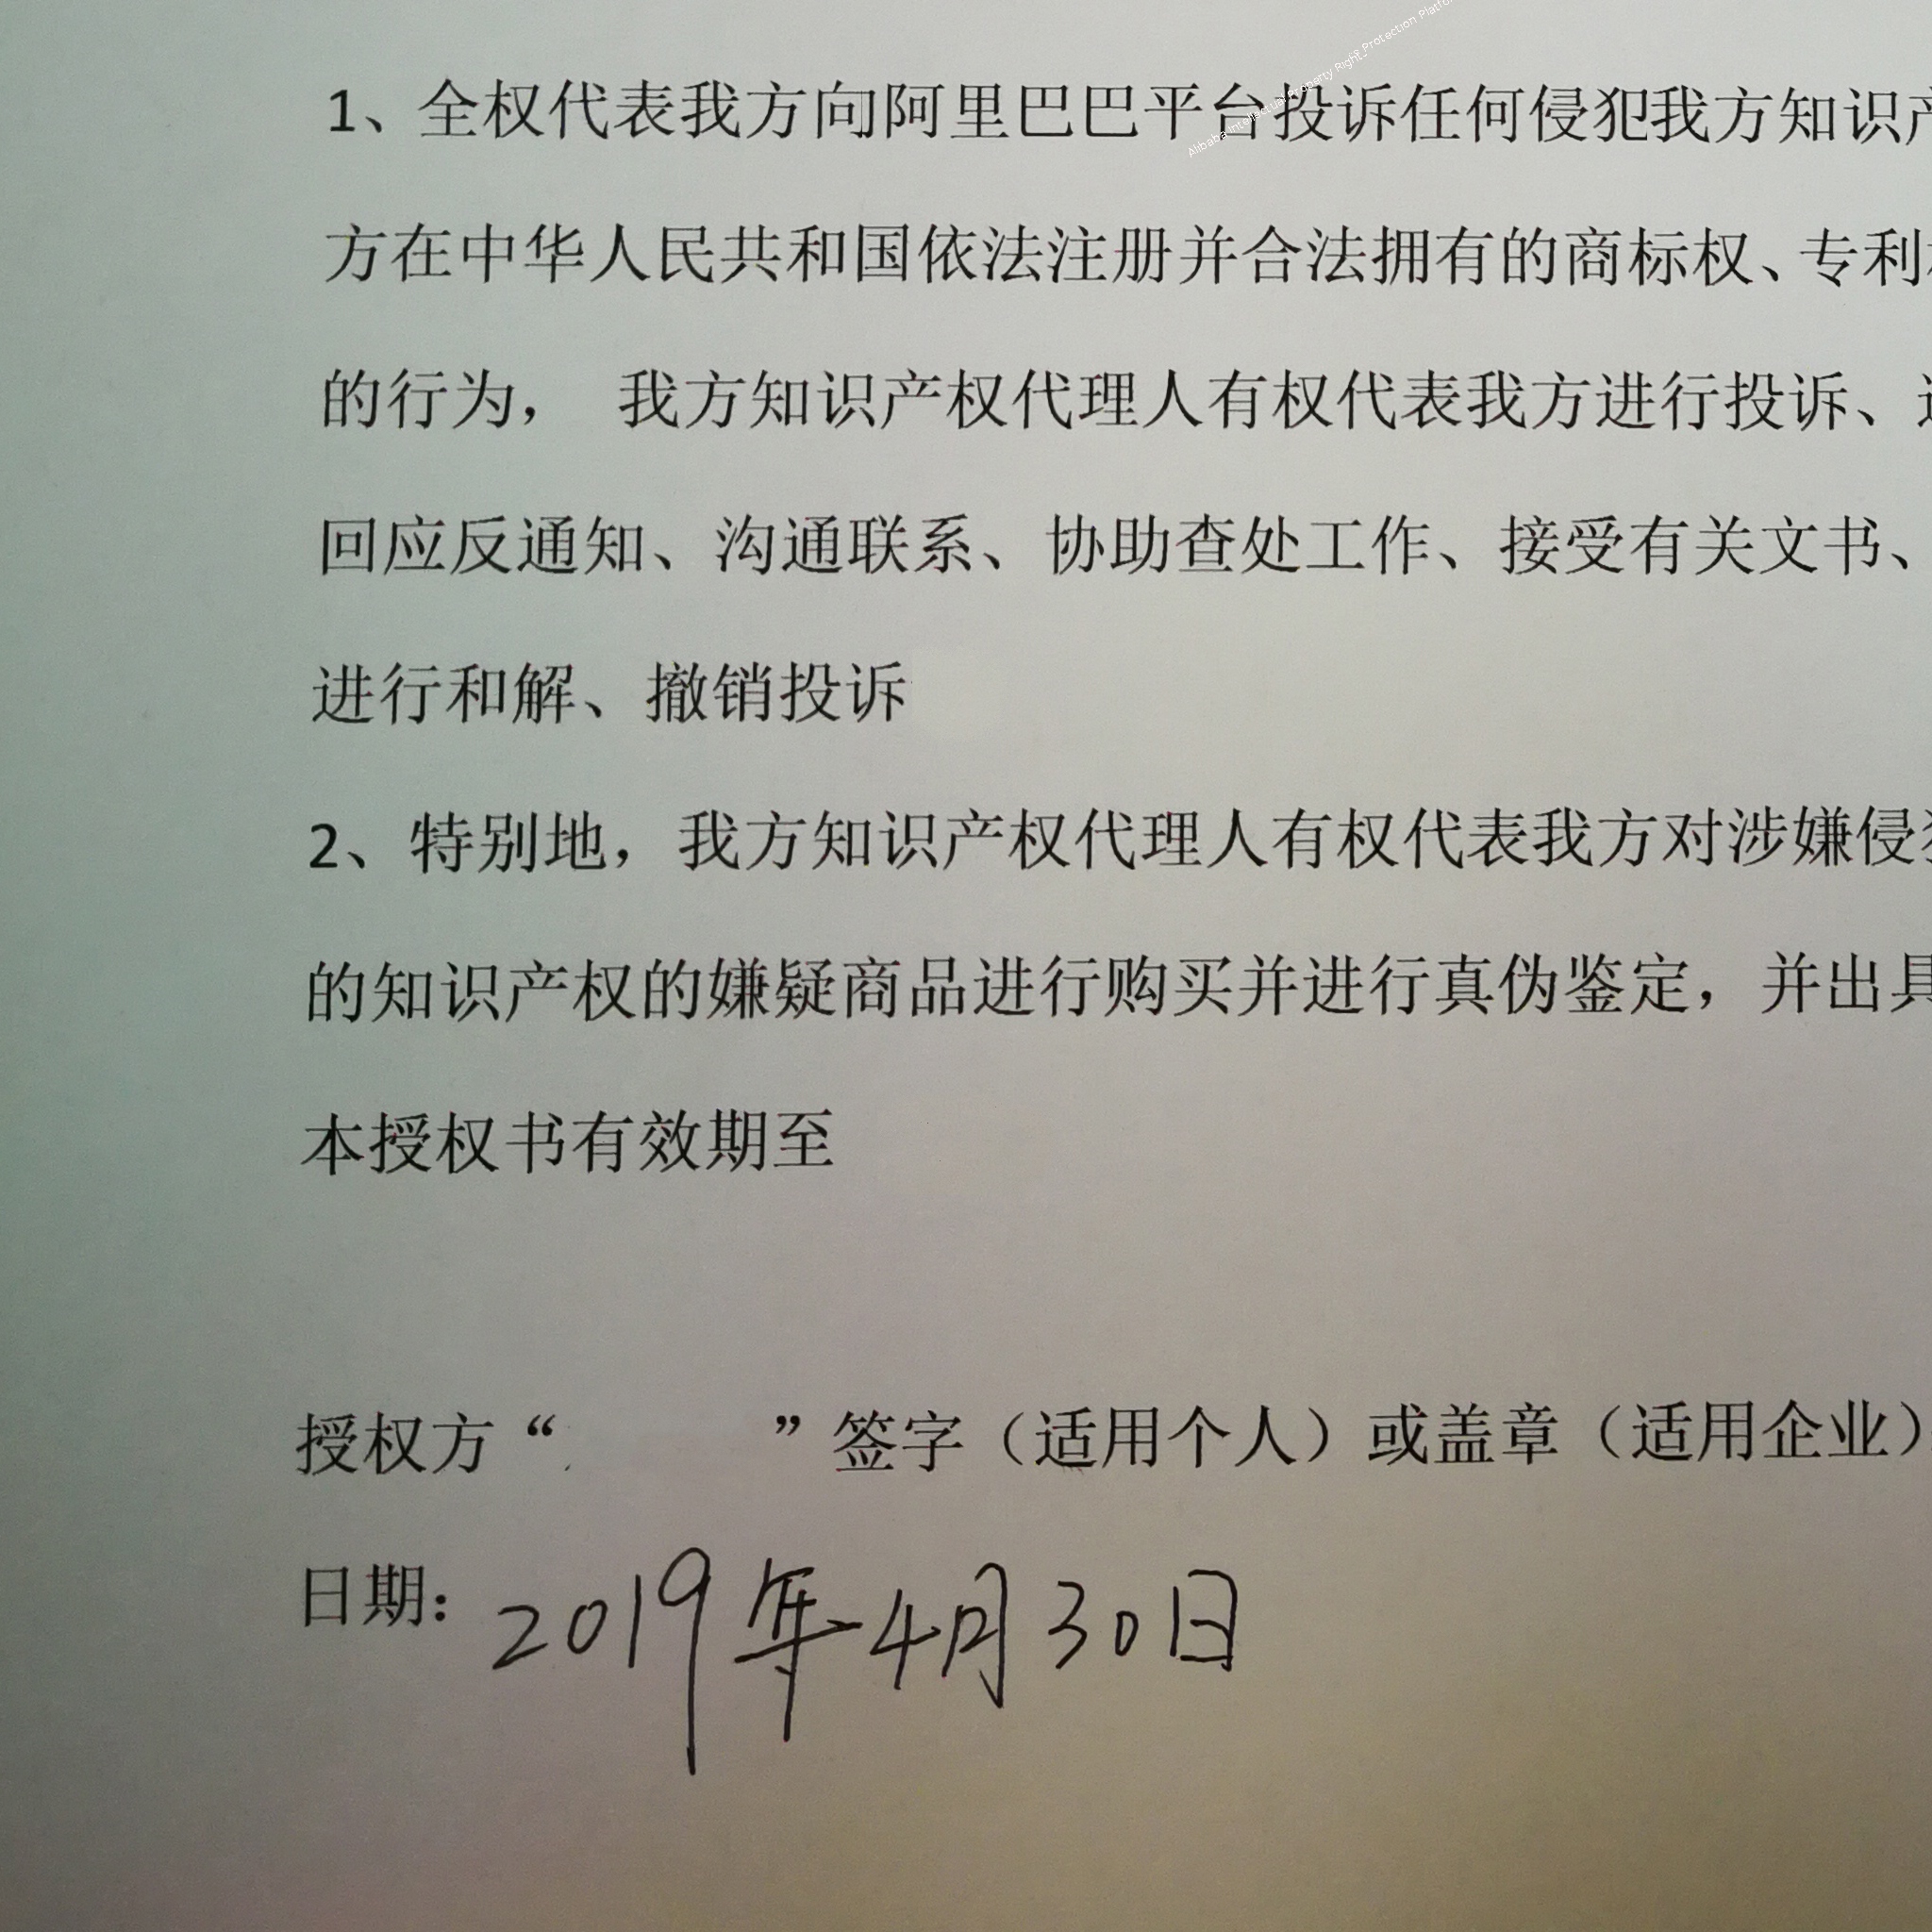 Alibaba Intellectual Property Rights Protection Platfo
1、全权代表我方向阿里巴巴平台投诉任何侵犯我方知识产
方在中华人民共和国依法注册并合法拥有的商标权、专利
的行为， 我方知识产权代理人有权代表我方进行投诉、
回应反通知、沟通联系、协助查处工作、接受有关文书、
进行和解、撤销投诉
2、特别地，我方知识产权代理人有权代表我方对涉嫌侵犯
的知识产权的嫌疑商品进行购买并进行真伪鉴定，并出具
本授权书有效期至
授权方“ ”签字（适用个人）或盖章（适用企业）
日期：2019年4月30日